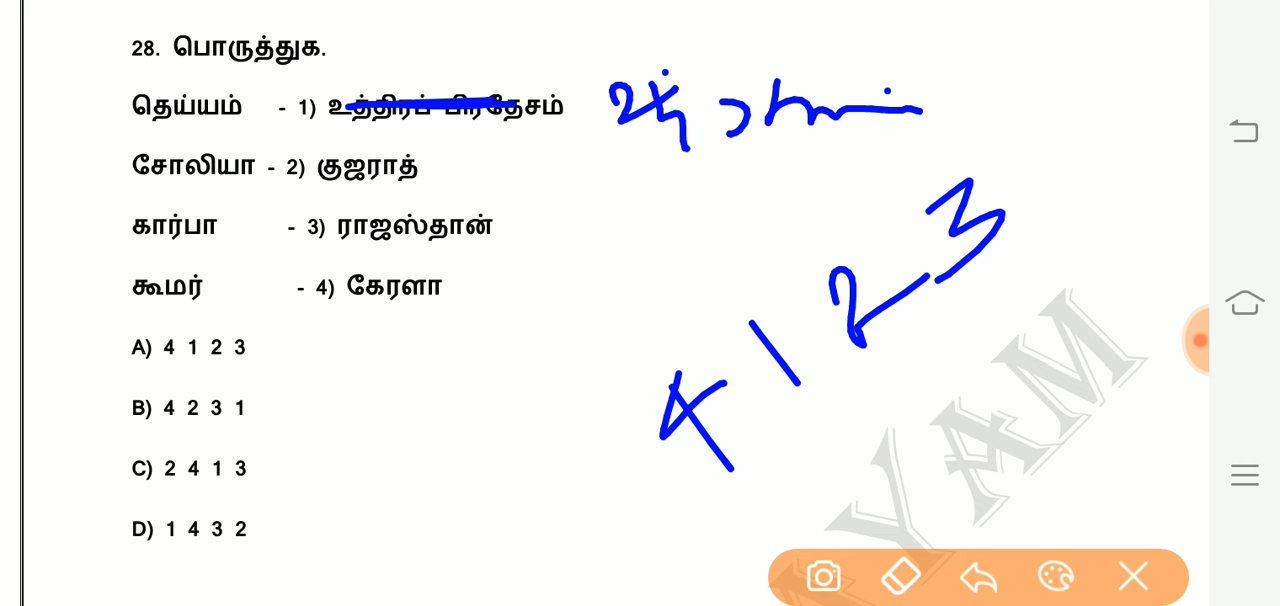 28. பொருத்துக.
தெய்யம் - 1) உத்திரப் பிரதேசம்
சோலியா - 2) குஜராத்
கார்பா - 3) ராஜஸ்தான்
கூமர் - 4) கேரளா
A) 4 1 2 3
B) 4 2 3 1
C) 2 4 1 3
D) 1 4 3 2
4 1 2 3
YAM